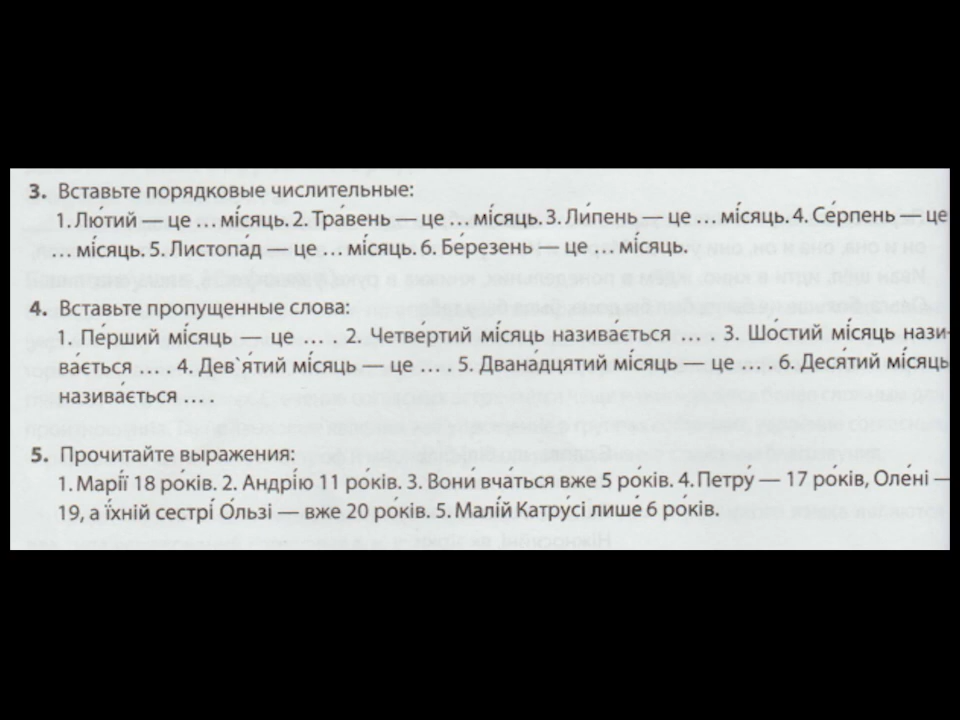 3. Вставьте порядковые числительные:
1. Лю́тий — це … мі́сяць. 2. Тра́вень — це … мі́сяць. 3. Ли́пень — це … мі́сяць. 4. Се́рпень — це
… мі́сяць. 5. Листопа́д — це … мі́сяць. 6. Бе́резень — це … мі́сяць.
4. Вставьте пропущенные слова:
1. Пе́рший мі́сяць — це … . 2. Четве́ртий мі́сяць назива́ється … . 3. Шо́стий мі́сяць нази-
ва́ється … . 4. Дев`я́тий мі́сяць — це … . 5. Двана́дцятий мі́сяць — це … . 6. Деся́тий мі́сяць
назива́ється … .
5. Прочитайте выражения:
1. Марі́ї 18 ро́ків. 2. Андрі́ю 11 ро́ків. 3. Вони́ вча́ться вже 5 ро́ків. 4. Петру́ — 17 ро́ків, Оле́ні —
19, а ї́хній сестрі́ О́льзі — вже 20 ро́ків. 5. Малі́й Катру́сі лише́ 6 ро́ків.